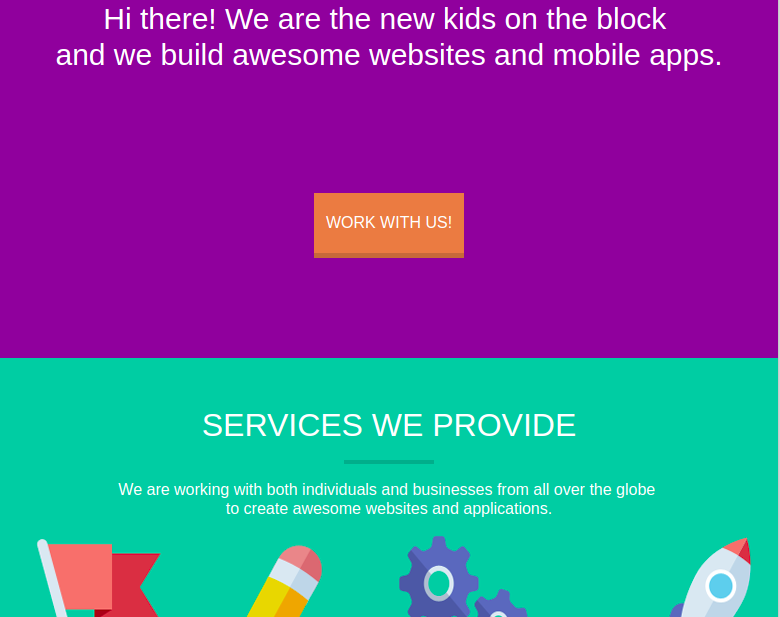 Hi there! We are the new kids on the block
and we build awesome websites and mobile apps.
WORK WITH US!
SERVICES WE PROVIDE
We are working with both individuals and businesses from all over the globe
to create awesome websites and applications.